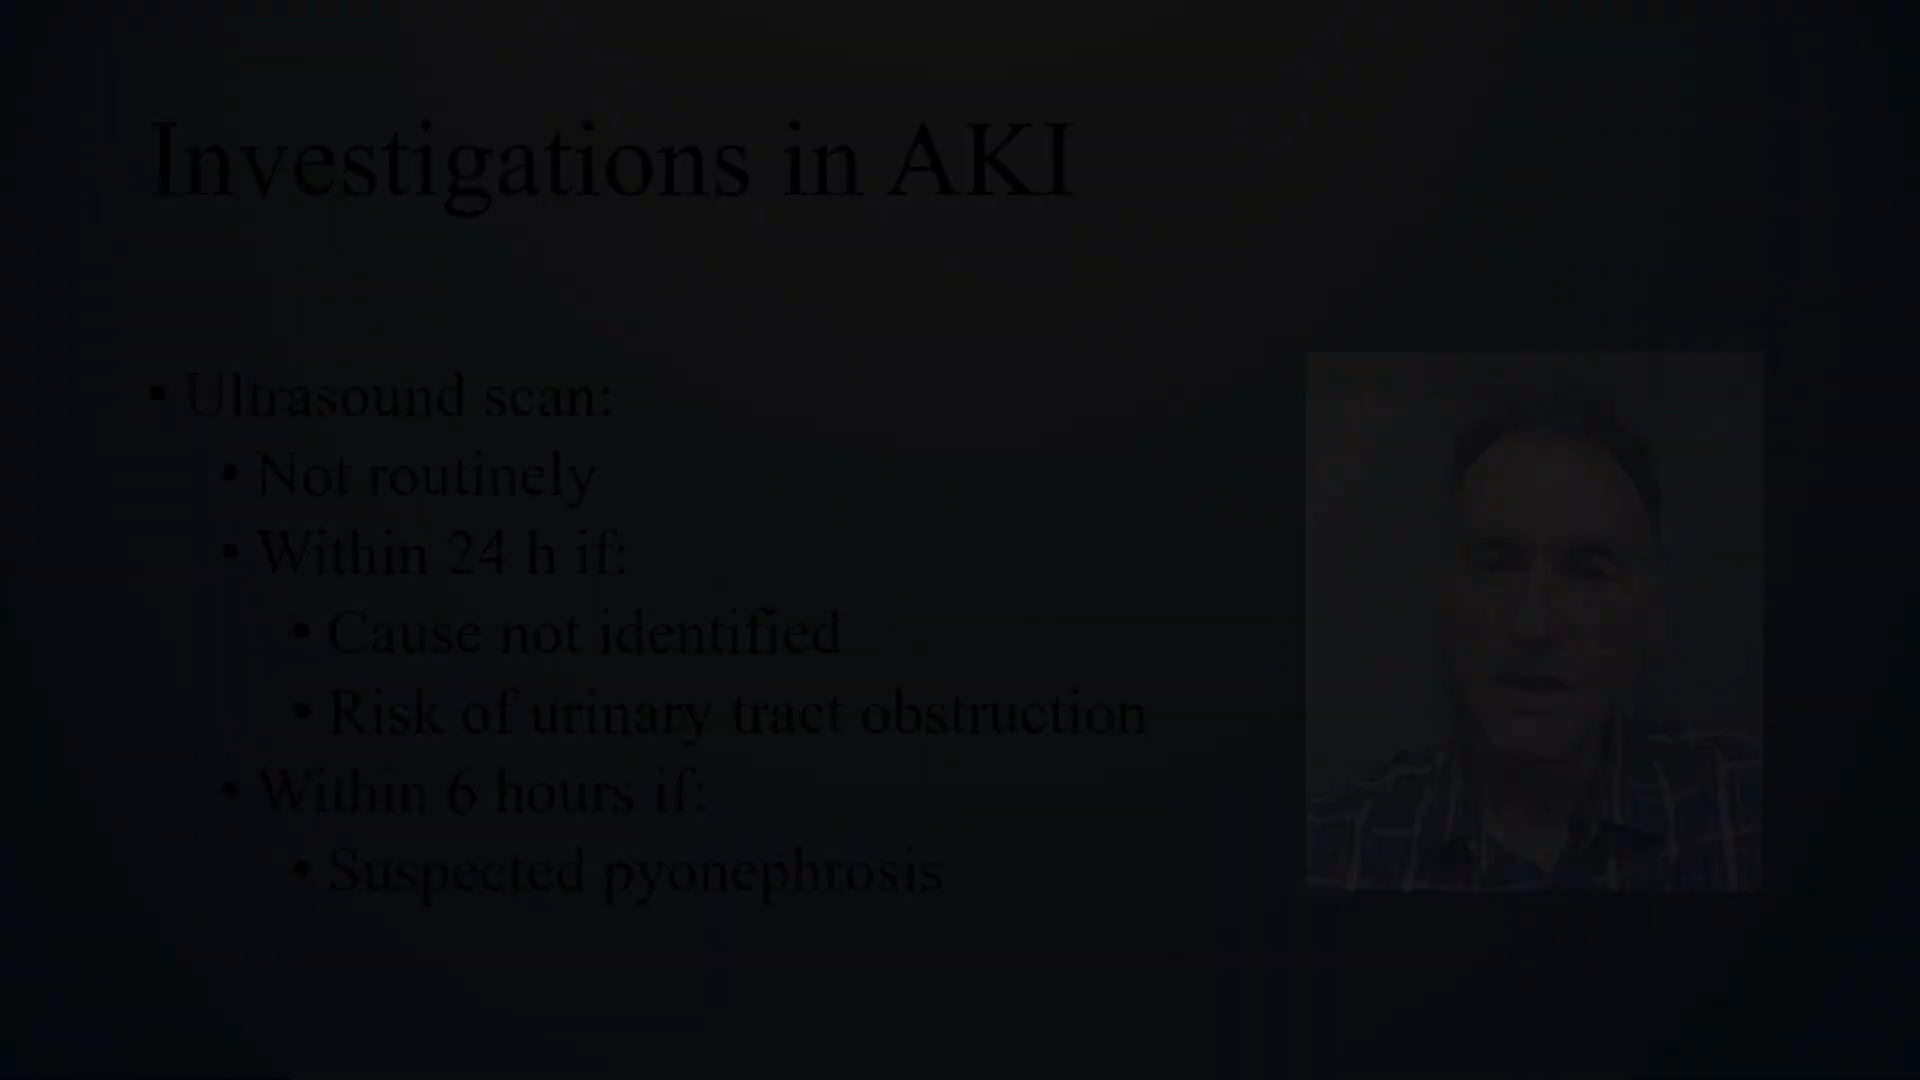 Investigations in AKI
• Ultrasound scan:
• Not routinely
• Within 24 h if:
• Cause not identified
• Risk of urinary tract obstruction
• Within 6 hours if:
• Suspected pyonephrosis